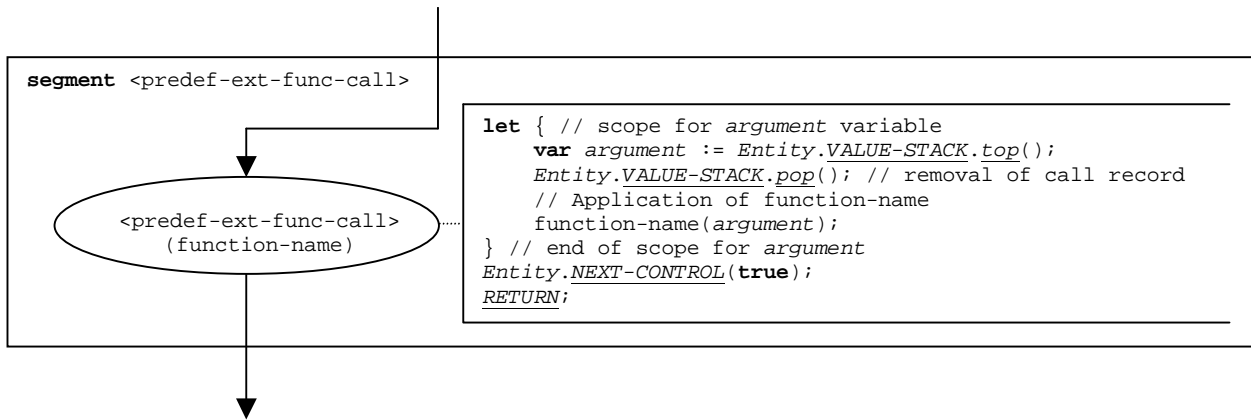 segment <predef-ext-func-call>
let { // scope for argument variable
var argument := Entity.VALUE-STACK.top();
Entity.VALUE-STACK.pop(); // removal of call record
// Application of function-name
function-name(argument);
} // end of scope for argument
Entity.NEXT-CONTROL(true);
RETURN;
<predef-ext-func-call>
(function-name)